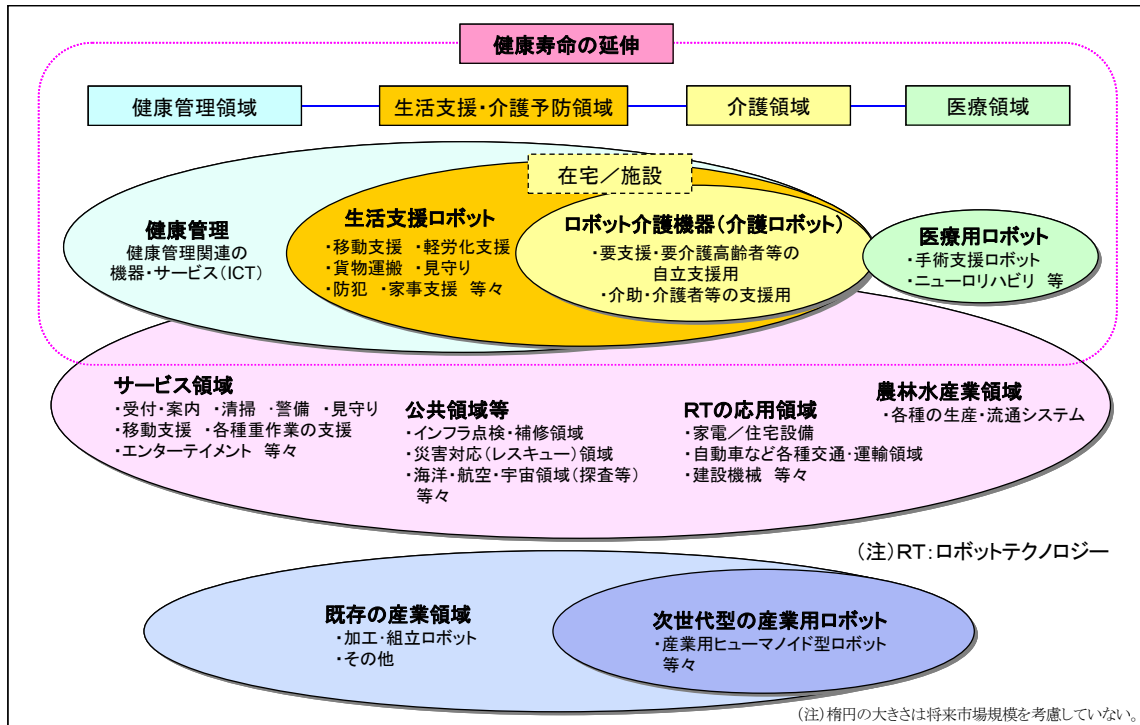 健康寿命の延伸
健康管理領域
生活支援・介護予防領域
介護領域
医療領域
在宅／施設
健康管理
健康管理関連の
機器・サービス（ICT）
生活支援ロボット
・移動支援　・軽労化支援
・貨物運搬　・見守り
・防犯　・家事支援　等々
ロボット介護機器（介護ロボット）
・要支援・要介護高齢者等の
自立支援用
・介助・介護者等の支援用
医療用ロボット
・手術支援ロボット
・ニューロリハビリ　等
サービス領域
・受付・案内　・清掃　・警備　・見守り
・移動支援　・各種重作業の支援
・エンターテイメント　等々
公共領域等
・インフラ点検・補修領域
・災害対応（レスキュー）領域
・海洋・航空・宇宙領域（探査等）
等々
RTの応用領域
・家電／住宅設備
・自動車など各種交通・運輸領域
・建設機械　等々
農林水産業領域
・各種の生産・流通システム
（注）ＲＴ：ロボットテクノロジー
既存の産業領域
・加工・組立ロボット
・その他
次世代型の産業用ロボット
・産業用ヒューマノイド型ロボット
等々
（注）楕円の大きさは将来市場規模を考慮していない。